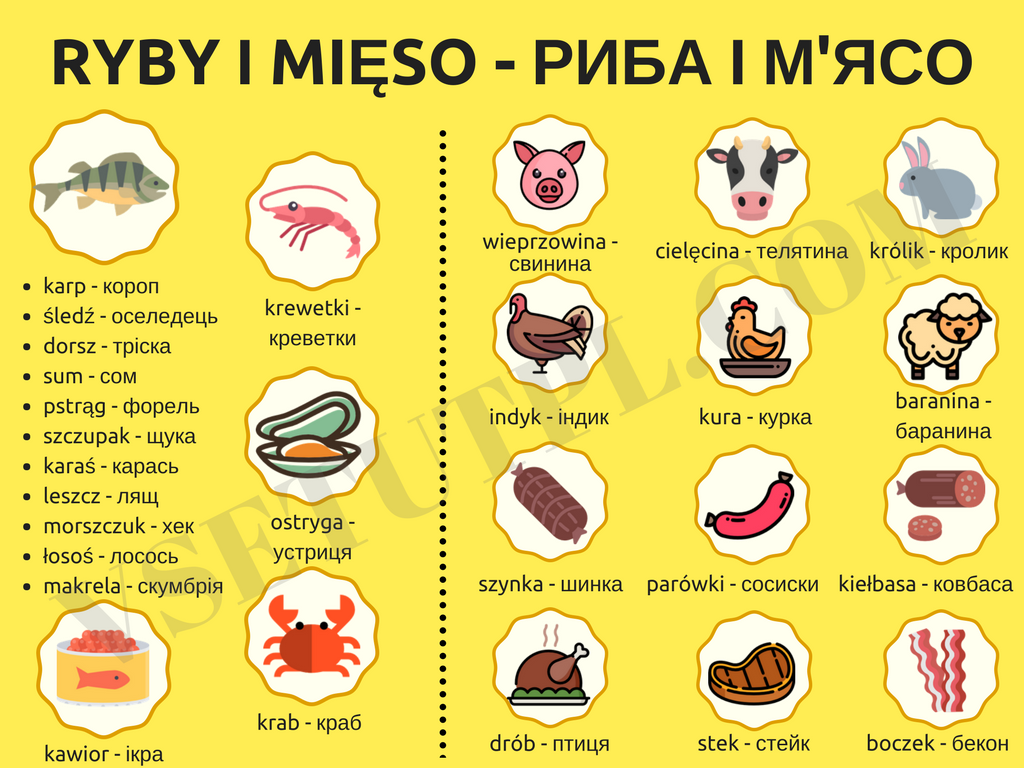 RYBY I MIĘSO - РИБА І М'ЯСО
karp - короп
śledź - оселедець
dorsz - тріска
sum - сом
pstrąg - форель
szczupak - щука
karaś - карась
leszcz - лящ
morszczuk - хек
łosoś - лосось
makrela - скумбрія
kawior - ікра
krewetki -
креветки
ostryga -
устриця
krab - краб
wieprzowina -
свинина
cielęcina - телятина
królik - кролик
indyk - індик
kura - курка
baranina -
баранина
szynka - шинка
parówki - сосиски
kiełbasa - ковбаса
drób - птиця
stek - стейк
boczek - бекон
VSETUTPL.COM